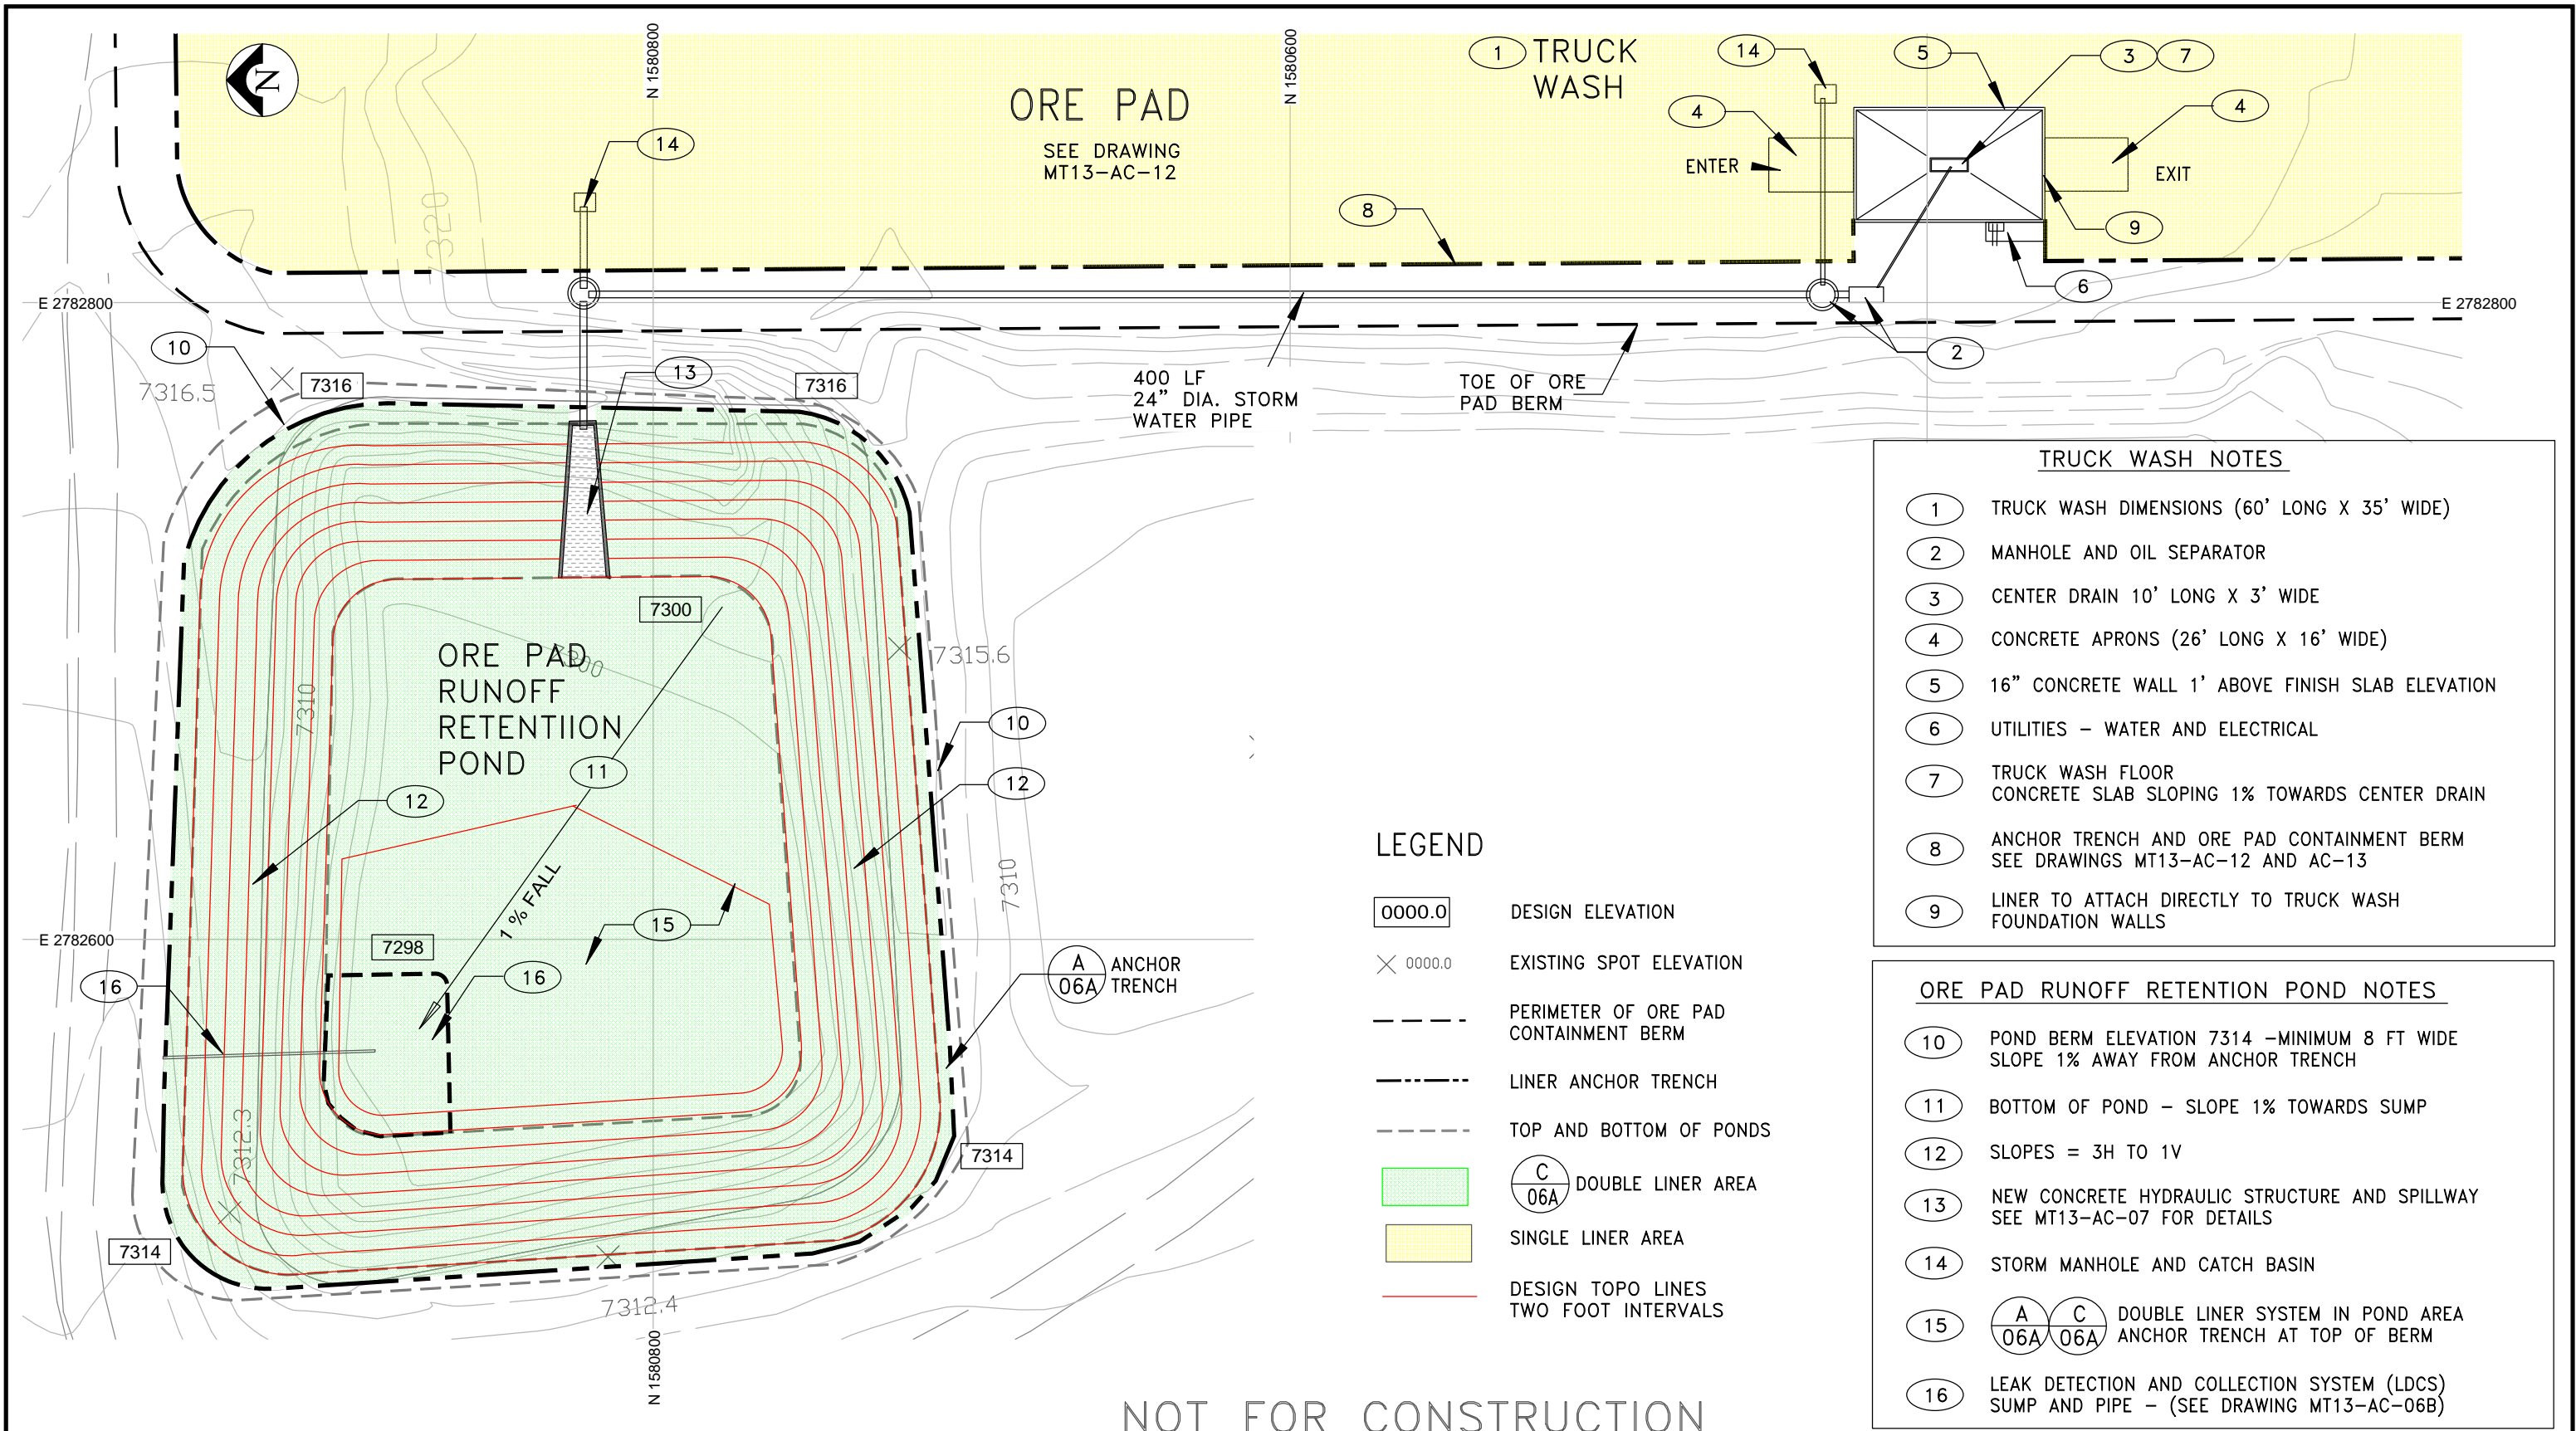 N
N 1580800
N 1580600
ORE PAD
SEE DRAWING
MT13-AC-12
1 TRUCK
WASH
14
5
3 7
4
4
14
ENTER
EXIT
8
9
6
7320
E 2782800
E 2782800
10
7316.5
7316
7316
13
400 LF
24" DIA. STORM
WATER PIPE
TOE OF ORE
PAD BERM
2
7300
7300
ORE PAD
RUNOFF
RETENTIION
POND
7310
7315.6
10
11
12
12
1 % FALL
15
7310
E 2782600
7298
16
16
A
06A
ANCHOR
TRENCH
7312.3
7314
7314
7312.4
N 1580800
LEGEND
0000.0 DESIGN ELEVATION
0000.0 EXISTING SPOT ELEVATION
PERIMETER OF ORE PAD
CONTAINMENT BERM
LINER ANCHOR TRENCH
TOP AND BOTTOM OF PONDS
C
06A
DOUBLE LINER AREA
SINGLE LINER AREA
DESIGN TOPO LINES
TWO FOOT INTERVALS
TRUCK WASH NOTES
1 TRUCK WASH DIMENSIONS (60' LONG X 35' WIDE)
2 MANHOLE AND OIL SEPARATOR
3 CENTER DRAIN 10' LONG X 3' WIDE
4 CONCRETE APRONS (26' LONG X 16' WIDE)
5 16" CONCRETE WALL 1' ABOVE FINISH SLAB ELEVATION
6 UTILITIES - WATER AND ELECTRICAL
7 TRUCK WASH FLOOR
CONCRETE SLAB SLOPING 1% TOWARDS CENTER DRAIN
8 ANCHOR TRENCH AND ORE PAD CONTAINMENT BERM
SEE DRAWINGS MT13-AC-12 AND AC-13
9 LINER TO ATTACH DIRECTLY TO TRUCK WASH
FOUNDATION WALLS
ORE PAD RUNOFF RETENTION POND NOTES
10 POND BERM ELEVATION 7314 -MINIMUM 8 FT WIDE
SLOPE 1% AWAY FROM ANCHOR TRENCH
11 BOTTOM OF POND - SLOPE 1% TOWARDS SUMP
12 SLOPES = 3H TO 1V
13 NEW CONCRETE HYDRAULIC STRUCTURE AND SPILLWAY
SEE MT13-AC-07 FOR DETAILS
14 STORM MANHOLE AND CATCH BASIN
15 A C DOUBLE LINER SYSTEM IN POND AREA
06A 06A ANCHOR TRENCH AT TOP OF BERM
16 LEAK DETECTION AND COLLECTION SYSTEM (LDCS)
SUMP AND PIPE - (SEE DRAWING MT13-AC-06B)
NOT FOR CONSTRUCTION